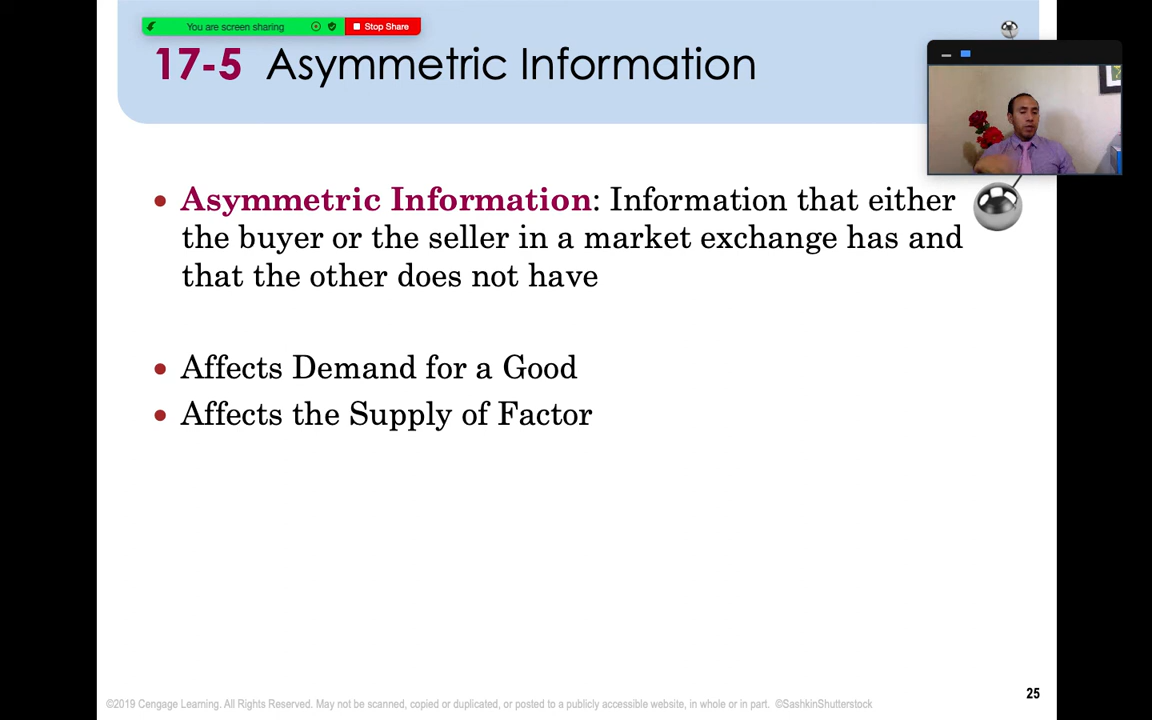 You are screen sharing Stop Share
17-5 Asymmetric Information
• Asymmetric Information: Information that either
the buyer or the seller in a market exchange has and
that the other does not have
• Affects Demand for a Good
• Affects the Supply of Factor
©2019 Cengage Learning. All Rights Reserved. May not be scanned, copied or duplicated, or posted to a publicly accessible website, in whole or in part. ©SashkinShutterstock
25